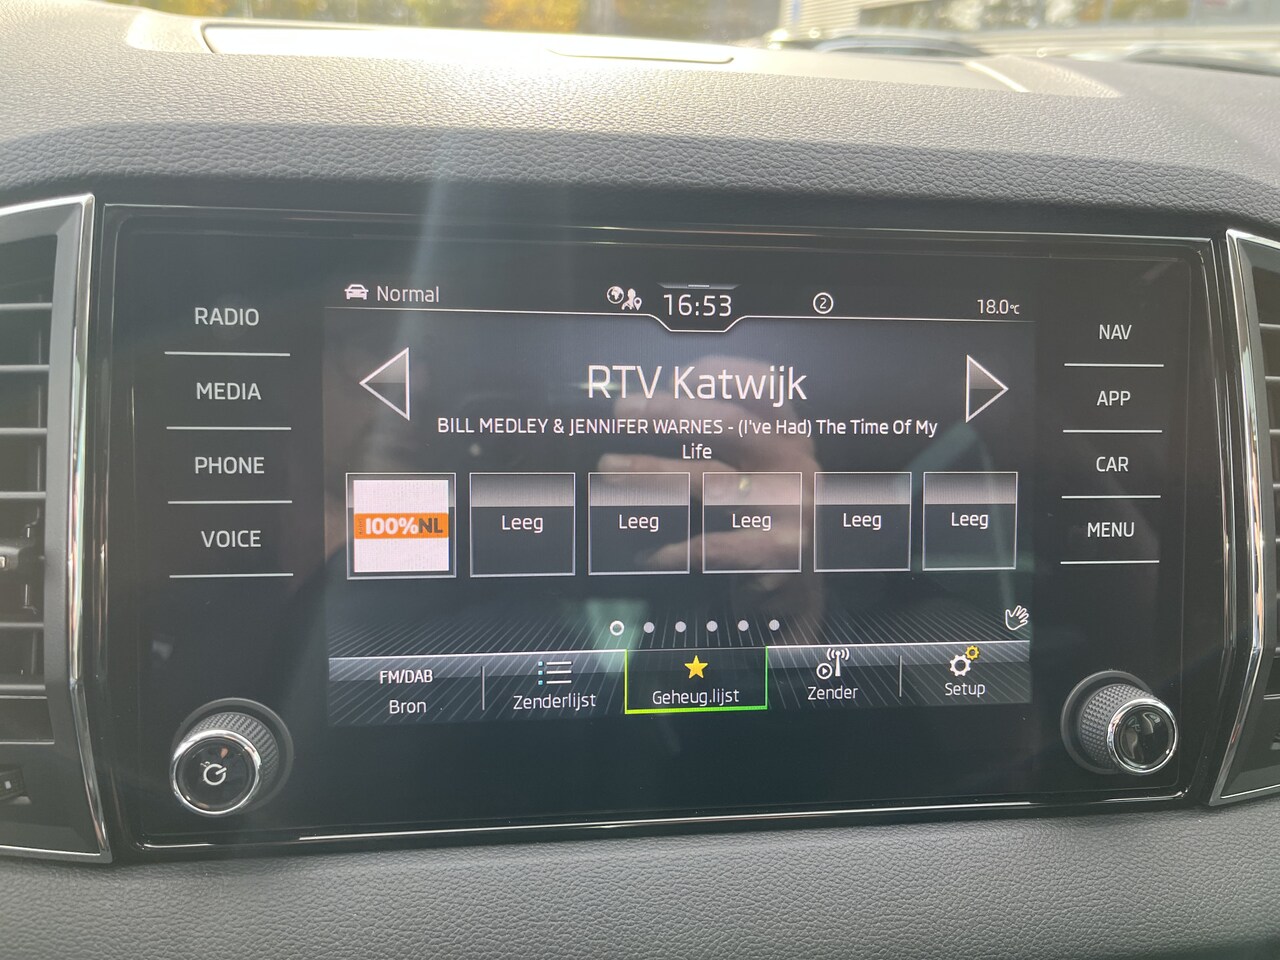 Normal
16:53
2
18.0°C
RADIO
MEDIA
PHONE
VOICE
RTV Katwijk
BILL MEDLEY & JENNIFER WARNES - (I've Had) The Time Of My
Life
100%NL
Leeg
Leeg
Leeg
Leeg
Leeg
FM/DAB
Bron
Zenderlijst
Geheug.lijst
Zender
Setup
NAV
APP
CAR
MENU